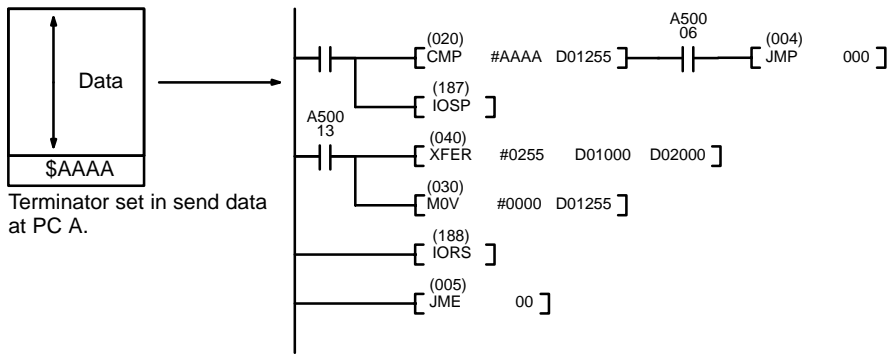 Data
$AAAA
Terminator set in send data
at PC A.
(020)
CMP #AAAA D01255
A500
06
(004)
JMP 000
(187)
IOSP
A500
13
(040)
XFER #0255 D01000 D02000
(030)
M0V #0000 D01255
(188)
IORS
(005)
JME 00